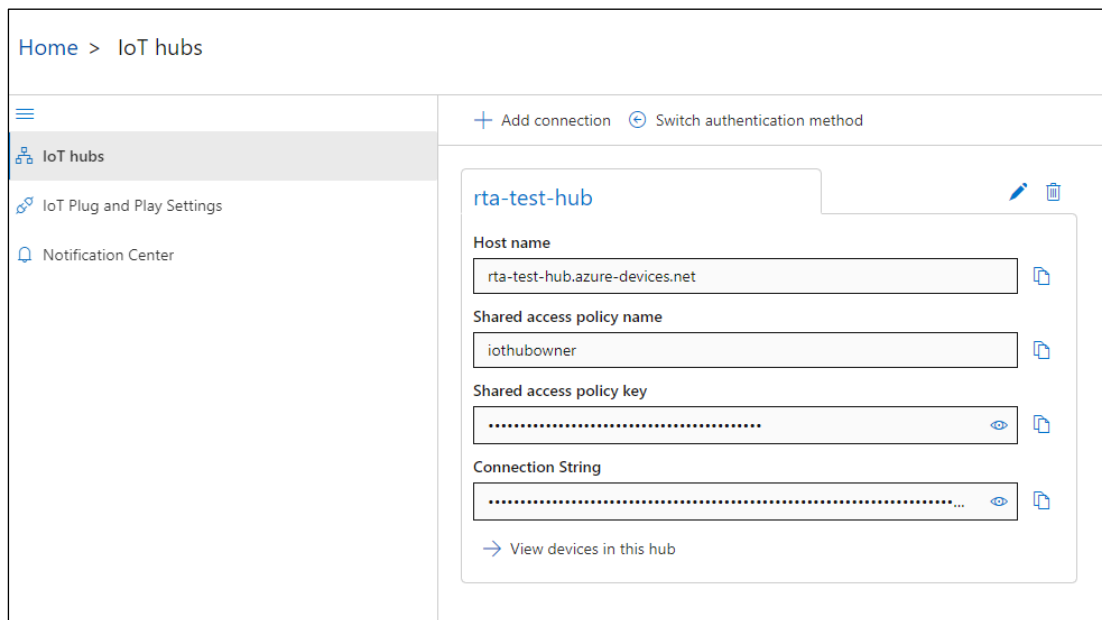 Home > IoT hubs
IoT hubs
IoT Plug and Play Settings
Notification Center
+ Add connection Switch authentication method
rta-test-hub
Host name
rta-test-hub.azure-devices.net
Shared access policy name
iothubowner
Shared access policy key
•••••••••••••••••••••••••••••••••••••••••••
Connection String
••••••••••••••••••••••••••••••••••••••••••••••••••••••••••••••••••••••••...
→ View devices in this hub